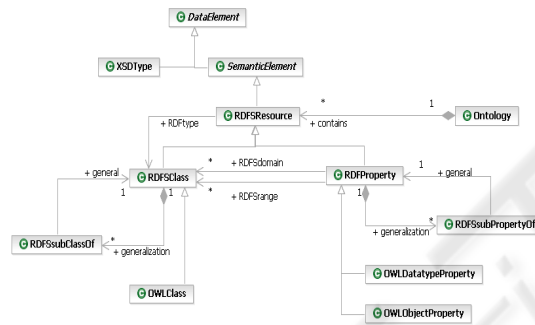 DataElement
XSDType
SemanticElement
*
1
RDFSResource
Ontology
+ RDFtype
+ contains
+ general
*
+ RDFSdomain
1
+ general
RDFSClass
RDFProperty
1
1
*
+ RDFSrange
1
*
*
RDFSsubClassOf
+ generalization
+ generalization
RDFSsubPropertyOf
OWLClass
OWLDatatypeProperty
OWLObjectProperty